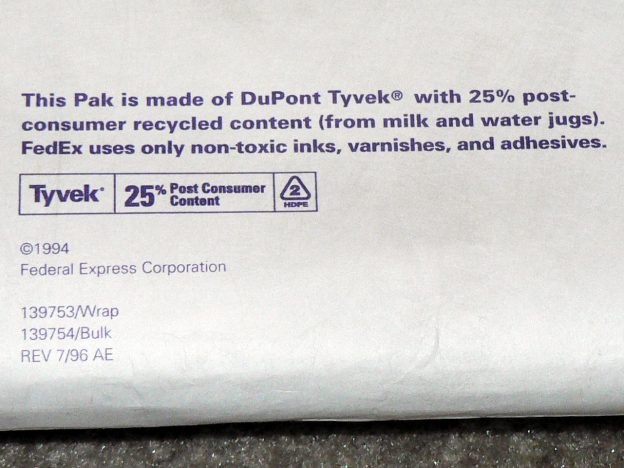 This Pak is made of DuPont Tyvek® with 25% post-
consumer recycled content (from milk and water jugs).
FedEx uses only non-toxic inks, varnishes, and adhesives.
Tyvek® 25% Post Consumer Content 2 HDPE
©1994
Federal Express Corporation
139753/Wrap
139754/Bulk
REV 7/96 AE